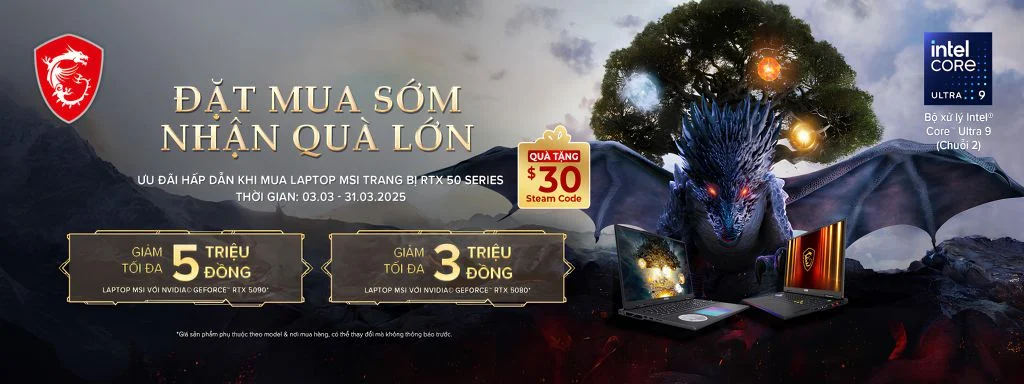 ĐẶT MUA SỚM
NHẬN QUÀ LỚN
ƯU ĐÃI HẤP DẪN KHI MUA LAPTOP MSI TRANG BỊ RTX 50 SERIES
THỜI GIAN: 03.03 - 31.03.2025
QUÀ TẶNG
$30
Steam Code
GIẢM TỐI ĐA 5 TRIỆU ĐỒNG
LAPTOP MSI VỚI NVIDIA® GEFORCE™ RTX 5090*
GIẢM TỐI ĐA 3 TRIỆU ĐỒNG
LAPTOP MSI VỚI NVIDIA® GEFORCE™ RTX 5080*
*Giá sản phẩm phụ thuộc theo model & nơi mua hàng, có thể thay đổi mà không thông báo trước.
intel
CORE
ULTRA 9
Bộ xử lý Intel®
Core™ Ultra 9
(Chuỗi 2)